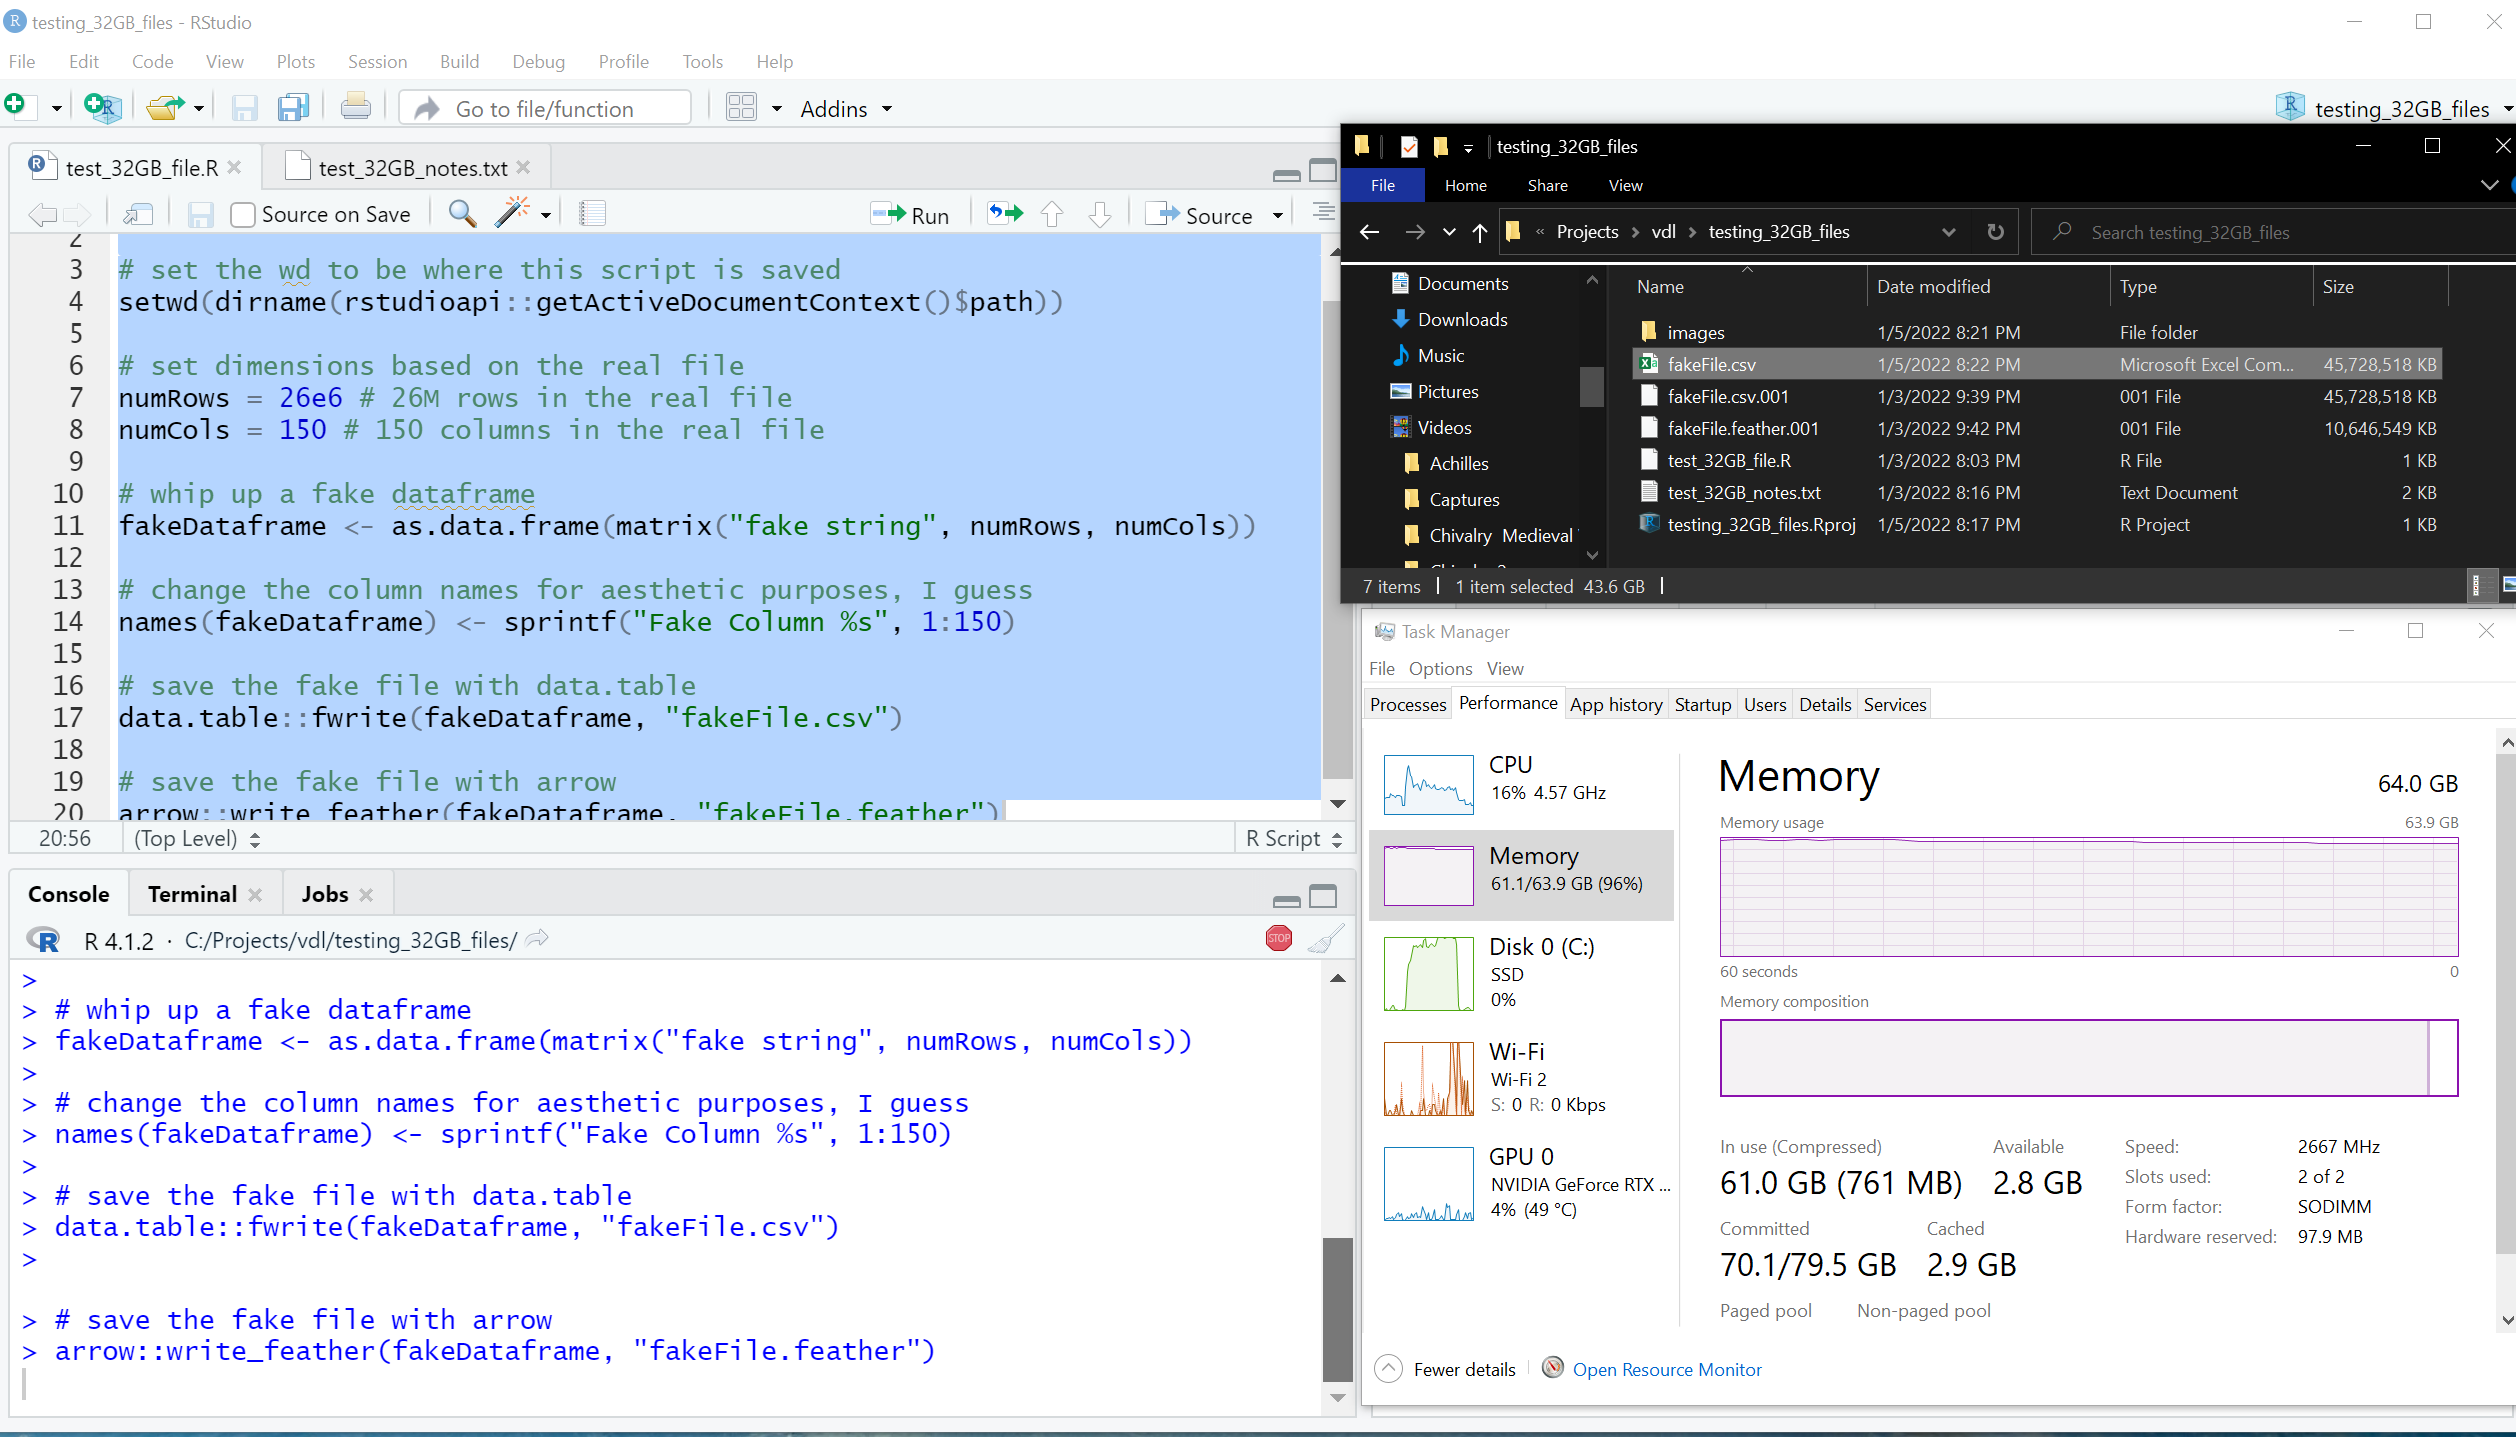 testing_32GB_files - RStudio
File Edit Code View Plots Session Build Debug Profile Tools Help
Go to file/function
Addins
testing_32GB_files
test_32GB_file.R
test_32GB_notes.txt
Source on Save
Run
Source
2
3 # set the wd to be where this script is saved
4 setwd(dirname(rstudioapi::getActiveDocumentContext()$path))
5
6 # set dimensions based on the real file
7 numRows = 26e6 # 26M rows in the real file
8 numCols = 150 # 150 columns in the real file
9
10 # whip up a fake dataframe
11 fakeDataframe <- as.data.frame(matrix("fake string", numRows, numCols))
12
13 # change the column names for aesthetic purposes, I guess
14 names(fakeDataframe) <- sprintf("Fake Column %s", 1:150)
15
16 # save the fake file with data.table
17 data.table::fwrite(fakeDataframe, "fakeFile.csv")
18
19 # save the fake file with arrow
20 arrow::write_feather(fakeDataframe, "fakeFile.feather")
20:56 (Top Level) R Script
Console Terminal Jobs
R 4.1.2 · C:/Projects/vdl/testing_32GB_files/
STOP
>
> # whip up a fake dataframe
> fakeDataframe <- as.data.frame(matrix("fake string", numRows, numCols))
>
> # change the column names for aesthetic purposes, I guess
> names(fakeDataframe) <- sprintf("Fake Column %s", 1:150)
>
> # save the fake file with data.table
> data.table::fwrite(fakeDataframe, "fakeFile.csv")
>
> # save the fake file with arrow
> arrow::write_feather(fakeDataframe, "fakeFile.feather")
testing_32GB_files
File Home Share View
« Projects > vdl > testing_32GB_files
Search testing_32GB_files
Documents
Downloads
Music
Pictures
Videos
Achilles
Captures
Chivalry Medieval
Name Date modified Type Size
images 1/5/2022 8:21 PM File folder
fakeFile.csv 1/5/2022 8:22 PM Microsoft Excel Com... 45,728,518 KB
fakeFile.csv.001 1/3/2022 9:39 PM 001 File 45,728,518 KB
fakeFile.feather.001 1/3/2022 9:42 PM 001 File 10,646,549 KB
test_32GB_file.R 1/3/2022 8:03 PM R File 1 KB
test_32GB_notes.txt 1/3/2022 8:16 PM Text Document 2 KB
testing_32GB_files.Rproj 1/5/2022 8:17 PM R Project 1 KB
7 items 1 item selected 43.6 GB
Task Manager
File Options View
Processes Performance App history Startup Users Details Services
CPU
16% 4.57 GHz
Memory
61.1/63.9 GB (96%)
Disk 0 (C:)
SSD
0%
Wi-Fi
Wi-Fi 2
S: 0 R: 0 Kbps
GPU 0
NVIDIA GeForce RTX ...
4% (49 °C)
Memory 64.0 GB
Memory usage 63.9 GB
60 seconds 0
Memory composition
In use (Compressed) Available
61.0 GB (761 MB) 2.8 GB
Committed Cached
70.1/79.5 GB 2.9 GB
Paged pool Non-paged pool
Speed: 2667 MHz
Slots used: 2 of 2
Form factor: SODIMM
Hardware reserved: 97.9 MB
Fewer details Open Resource Monitor